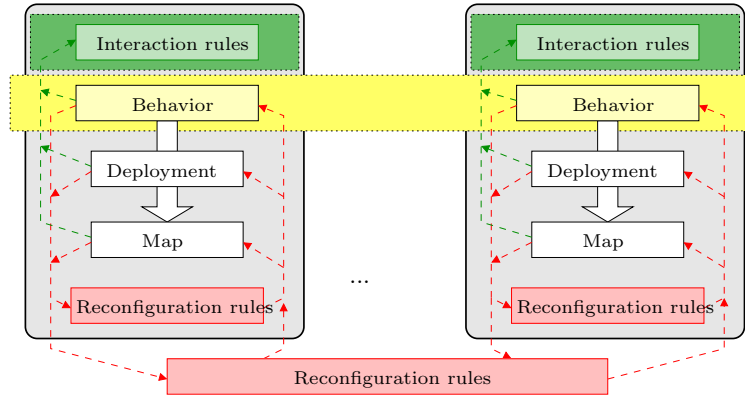 Interaction rules
Behavior
Deployment
Map
Reconfiguration rules
...
Interaction rules
Behavior
Deployment
Map
Reconfiguration rules
Reconfiguration rules